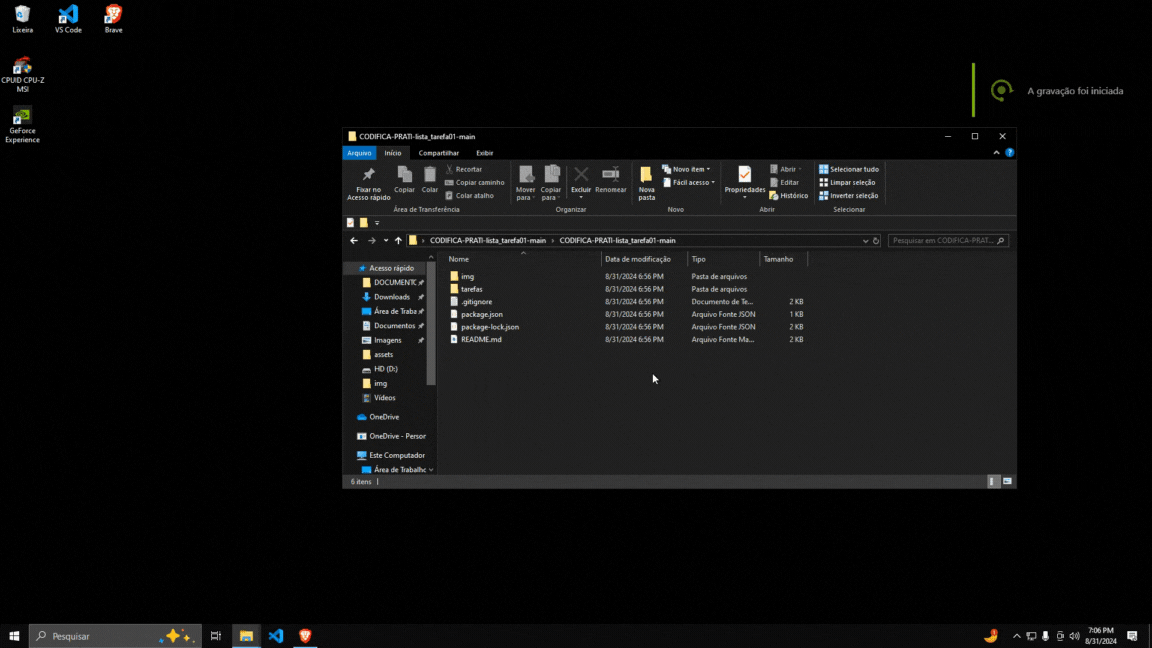 Lixeira
VS Code
Brave
CPUID CPU-Z
MSI
GeForce
Experience
A gravação foi iniciada
CODIFICA-PRATI-lista_tarefa01-main
Arquivo Início Compartilhar Exibir
Fixar no
Acesso rápido
Copiar
Colar
Recortar
Copiar caminho
Colar atalho
Área de Transferência
Mover
para
Copiar
para
Excluir
Renomear
Organizar
Nova
pasta
Novo item
Fácil acesso
Novo
Propriedades
Abrir
Editar
Histórico
Abrir
Selecionar tudo
Limpar seleção
Inverter seleção
Selecionar
CODIFICA-PRATI-lista_tarefa01-main › CODIFICA-PRATI-lista_tarefa01-main
Pesquisar em CODIFICA-PRAT...
Acesso rápido
DOCUMENTC
Downloads
Área de Traba
Documentos
Imagens
assets
HD (D:)
img
Vídeos
OneDrive
OneDrive - Persor
Este Computador
Área de Trabalhc
Nome Data de modificação Tipo Tamanho
img 8/31/2024 6:56 PM Pasta de arquivos
tarefas 8/31/2024 6:56 PM Pasta de arquivos
.gitignore 8/31/2024 6:56 PM Documento de Te... 2 KB
package.json 8/31/2024 6:56 PM Arquivo Fonte JSON 1 KB
package-lock.json 8/31/2024 6:56 PM Arquivo Fonte JSON 2 KB
README.md 8/31/2024 6:56 PM Arquivo Fonte Ma... 2 KB
6 itens
Pesquisar
7:06 PM
8/31/2024